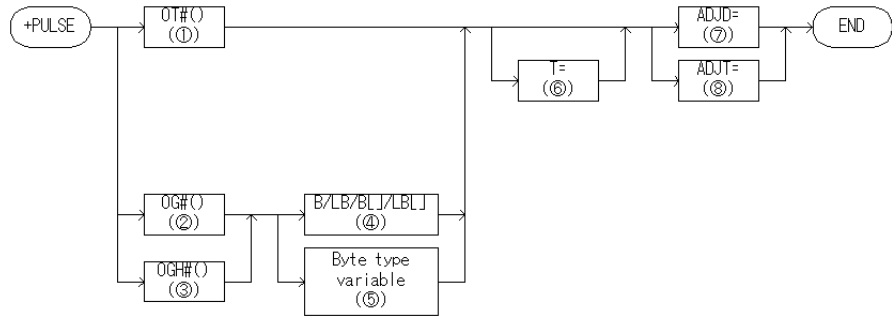 +PULSE
OT#()
(①)
T=
(⑥)
ADJD=
(⑦)
END
ADJT=
(⑧)
OG#()
(②)
B/LB/B[]/LB[]
(④)
OGH#()
(③)
Byte type
variable
(⑤)